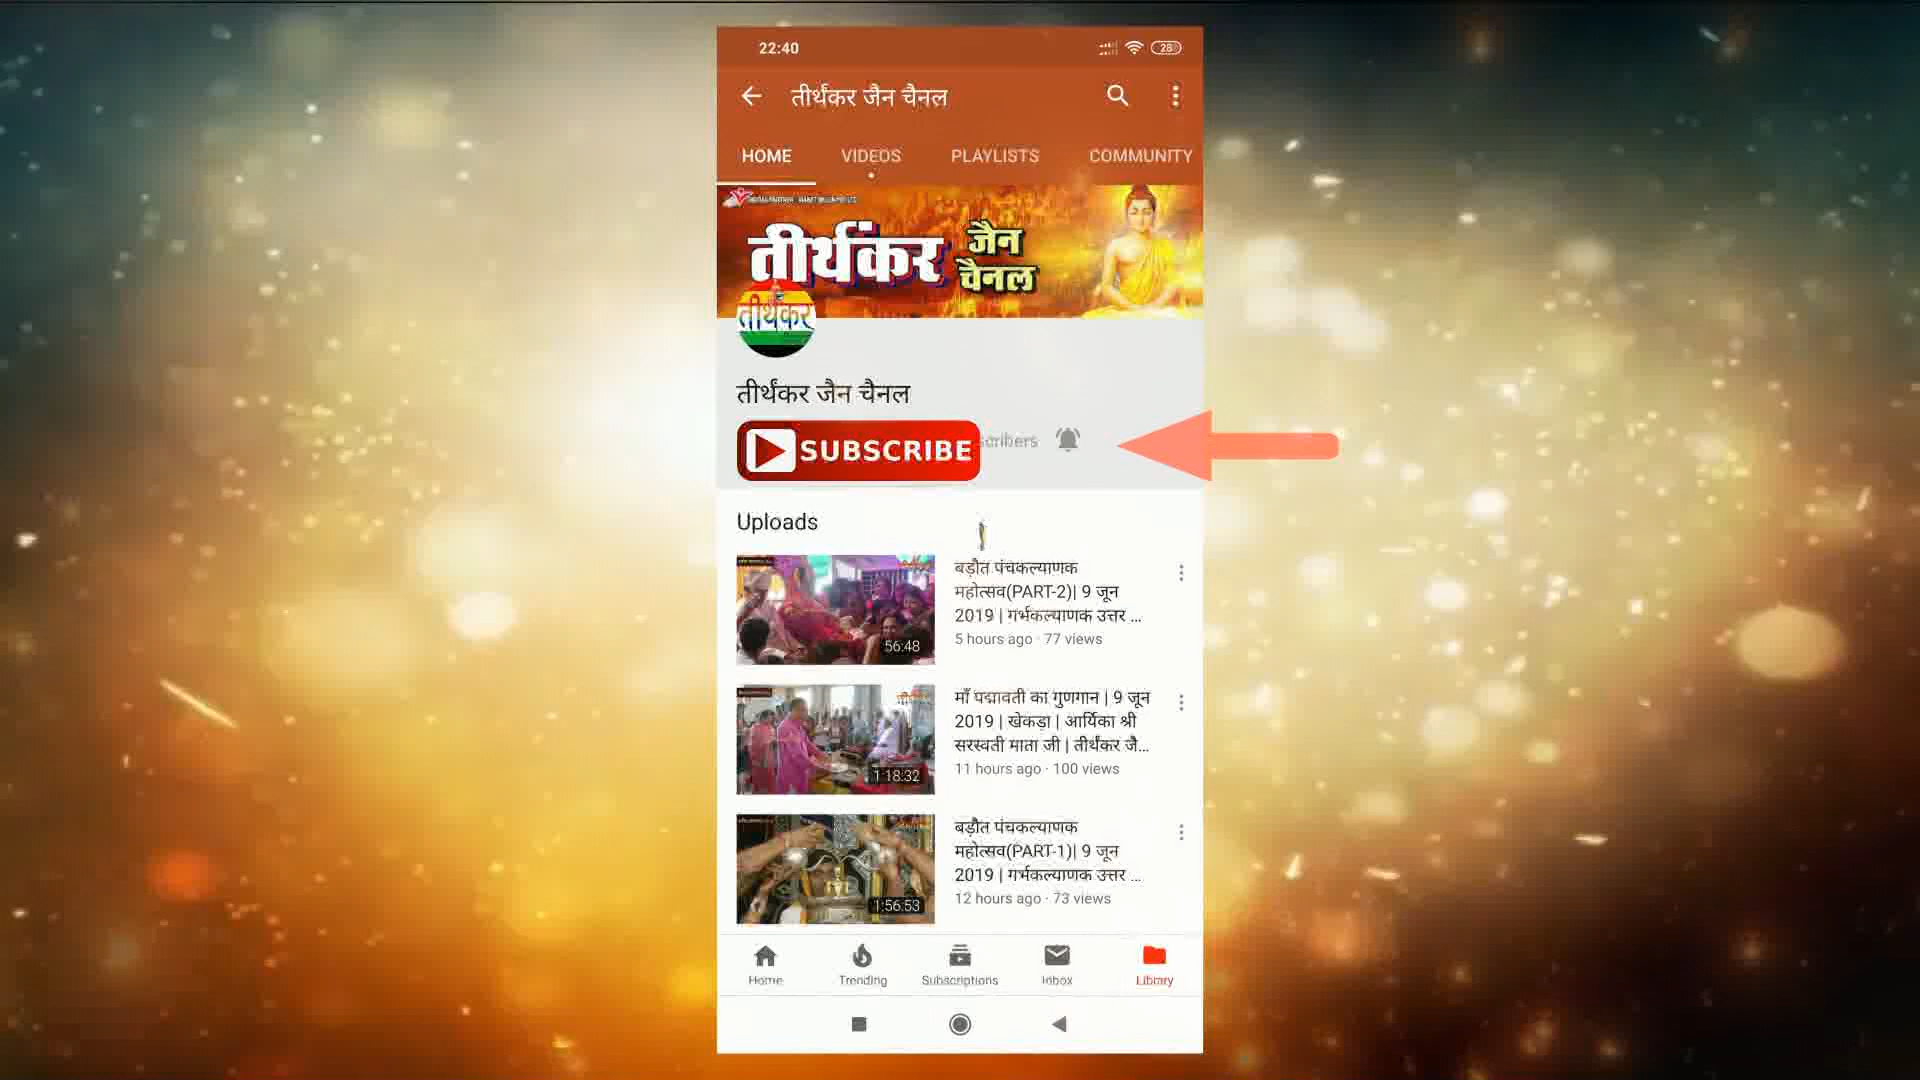 22:40
28
तीर्थंकर जैन चैनल
HOME
VIDEOS
PLAYLISTS
COMMUNITY
तीर्थंकर जैन चैनल
तीर्थंकर
तीर्थंकर जैन चैनल
SUBSCRIBE
scribers
Uploads
बड़ौत पंचकल्याणक
महोत्सव(PART-2)| 9 जून
2019 | गर्भकल्याणक उत्तर ...
5 hours ago · 77 views
56:48
माँ पद्मावती का गुणगान | 9 जून
2019 | खेकड़ा | आर्यिका श्री
सरस्वती माता जी | तीर्थंकर जै...
11 hours ago · 100 views
1:18:32
बड़ौत पंचकल्याणक
महोत्सव(PART-1)| 9 जून
2019 | गर्भकल्याणक उत्तर ...
12 hours ago · 73 views
1:56:53
Home
Trending
Subscriptions
Inbox
Library